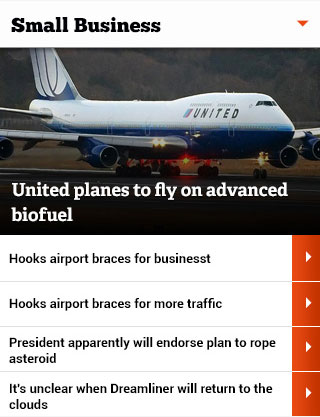 Small Business
UNITED
United planes to fly on advanced
biofuel
Hooks airport braces for businesst
Hooks airport braces for more traffic
President apparently will endorse plan to rope
asteroid
It's unclear when Dreamliner will return to the
clouds